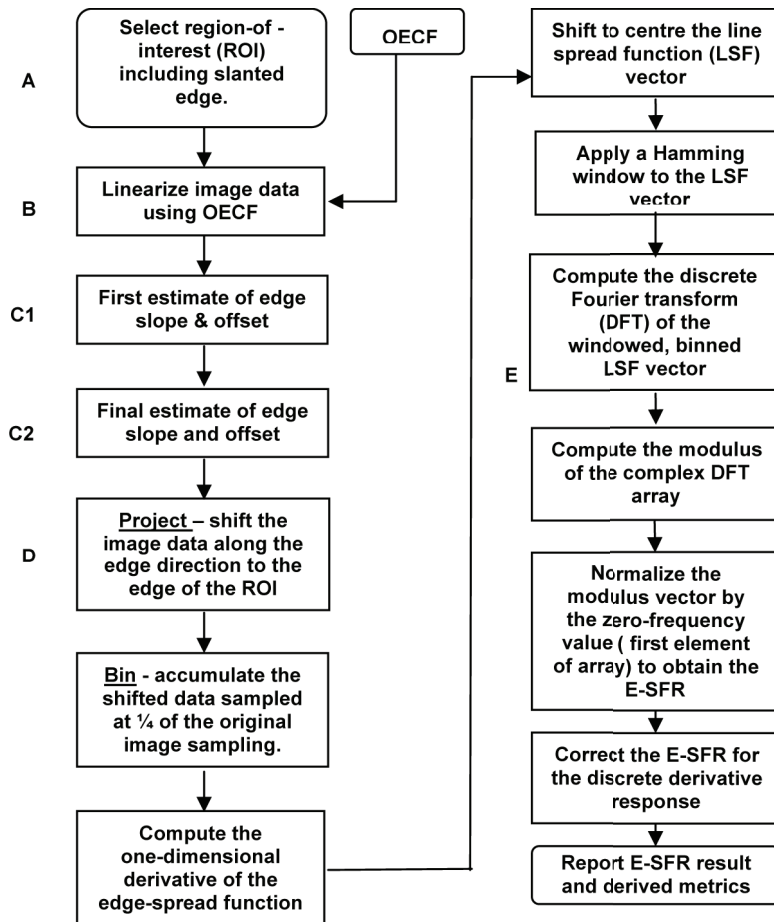 A
Select region-of -
interest (ROI)
including slanted
edge.
OECF
B
Linearize image data
using OECF
C1
First estimate of edge
slope & offset
C2
Final estimate of edge
slope and offset
D
Project – shift the
image data along the
edge direction to the
edge of the ROI
Bin - accumulate the
shifted data sampled
at ¼ of the original
image sampling.
Compute the
one-dimensional
derivative of the
edge-spread function
Shift to centre the line
spread function (LSF)
vector
Apply a Hamming
window to the LSF
vector
E
Compute the discrete
Fourier transform
(DFT) of the
windowed, binned
LSF vector
Compute the modulus
of the complex DFT
array
Normalize the
modulus vector by
the zero-frequency
value ( first element
of array) to obtain the
E-SFR
Correct the E-SFR for
the discrete derivative
response
Report E-SFR result
and derived metrics